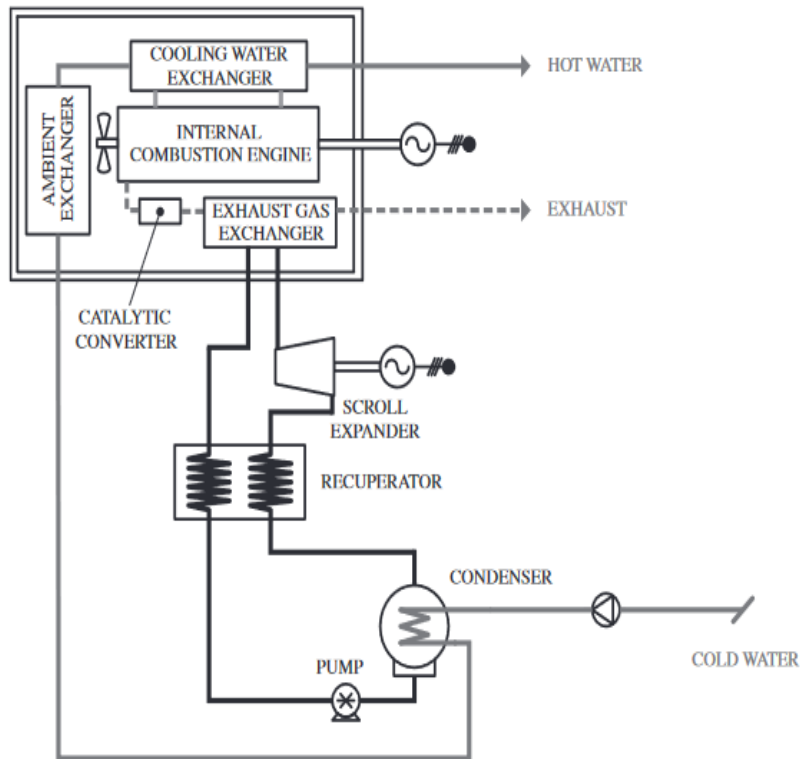 COOLING WATER
EXCHANGER
HOT WATER
AMBIENT
EXCHANGER
INTERNAL
COMBUSTION ENGINE
EXHAUST GAS
EXCHANGER
EXHAUST
CATALYTIC
CONVERTER
SCROLL
EXPANDER
RECUPERATOR
CONDENSER
COLD WATER
PUMP